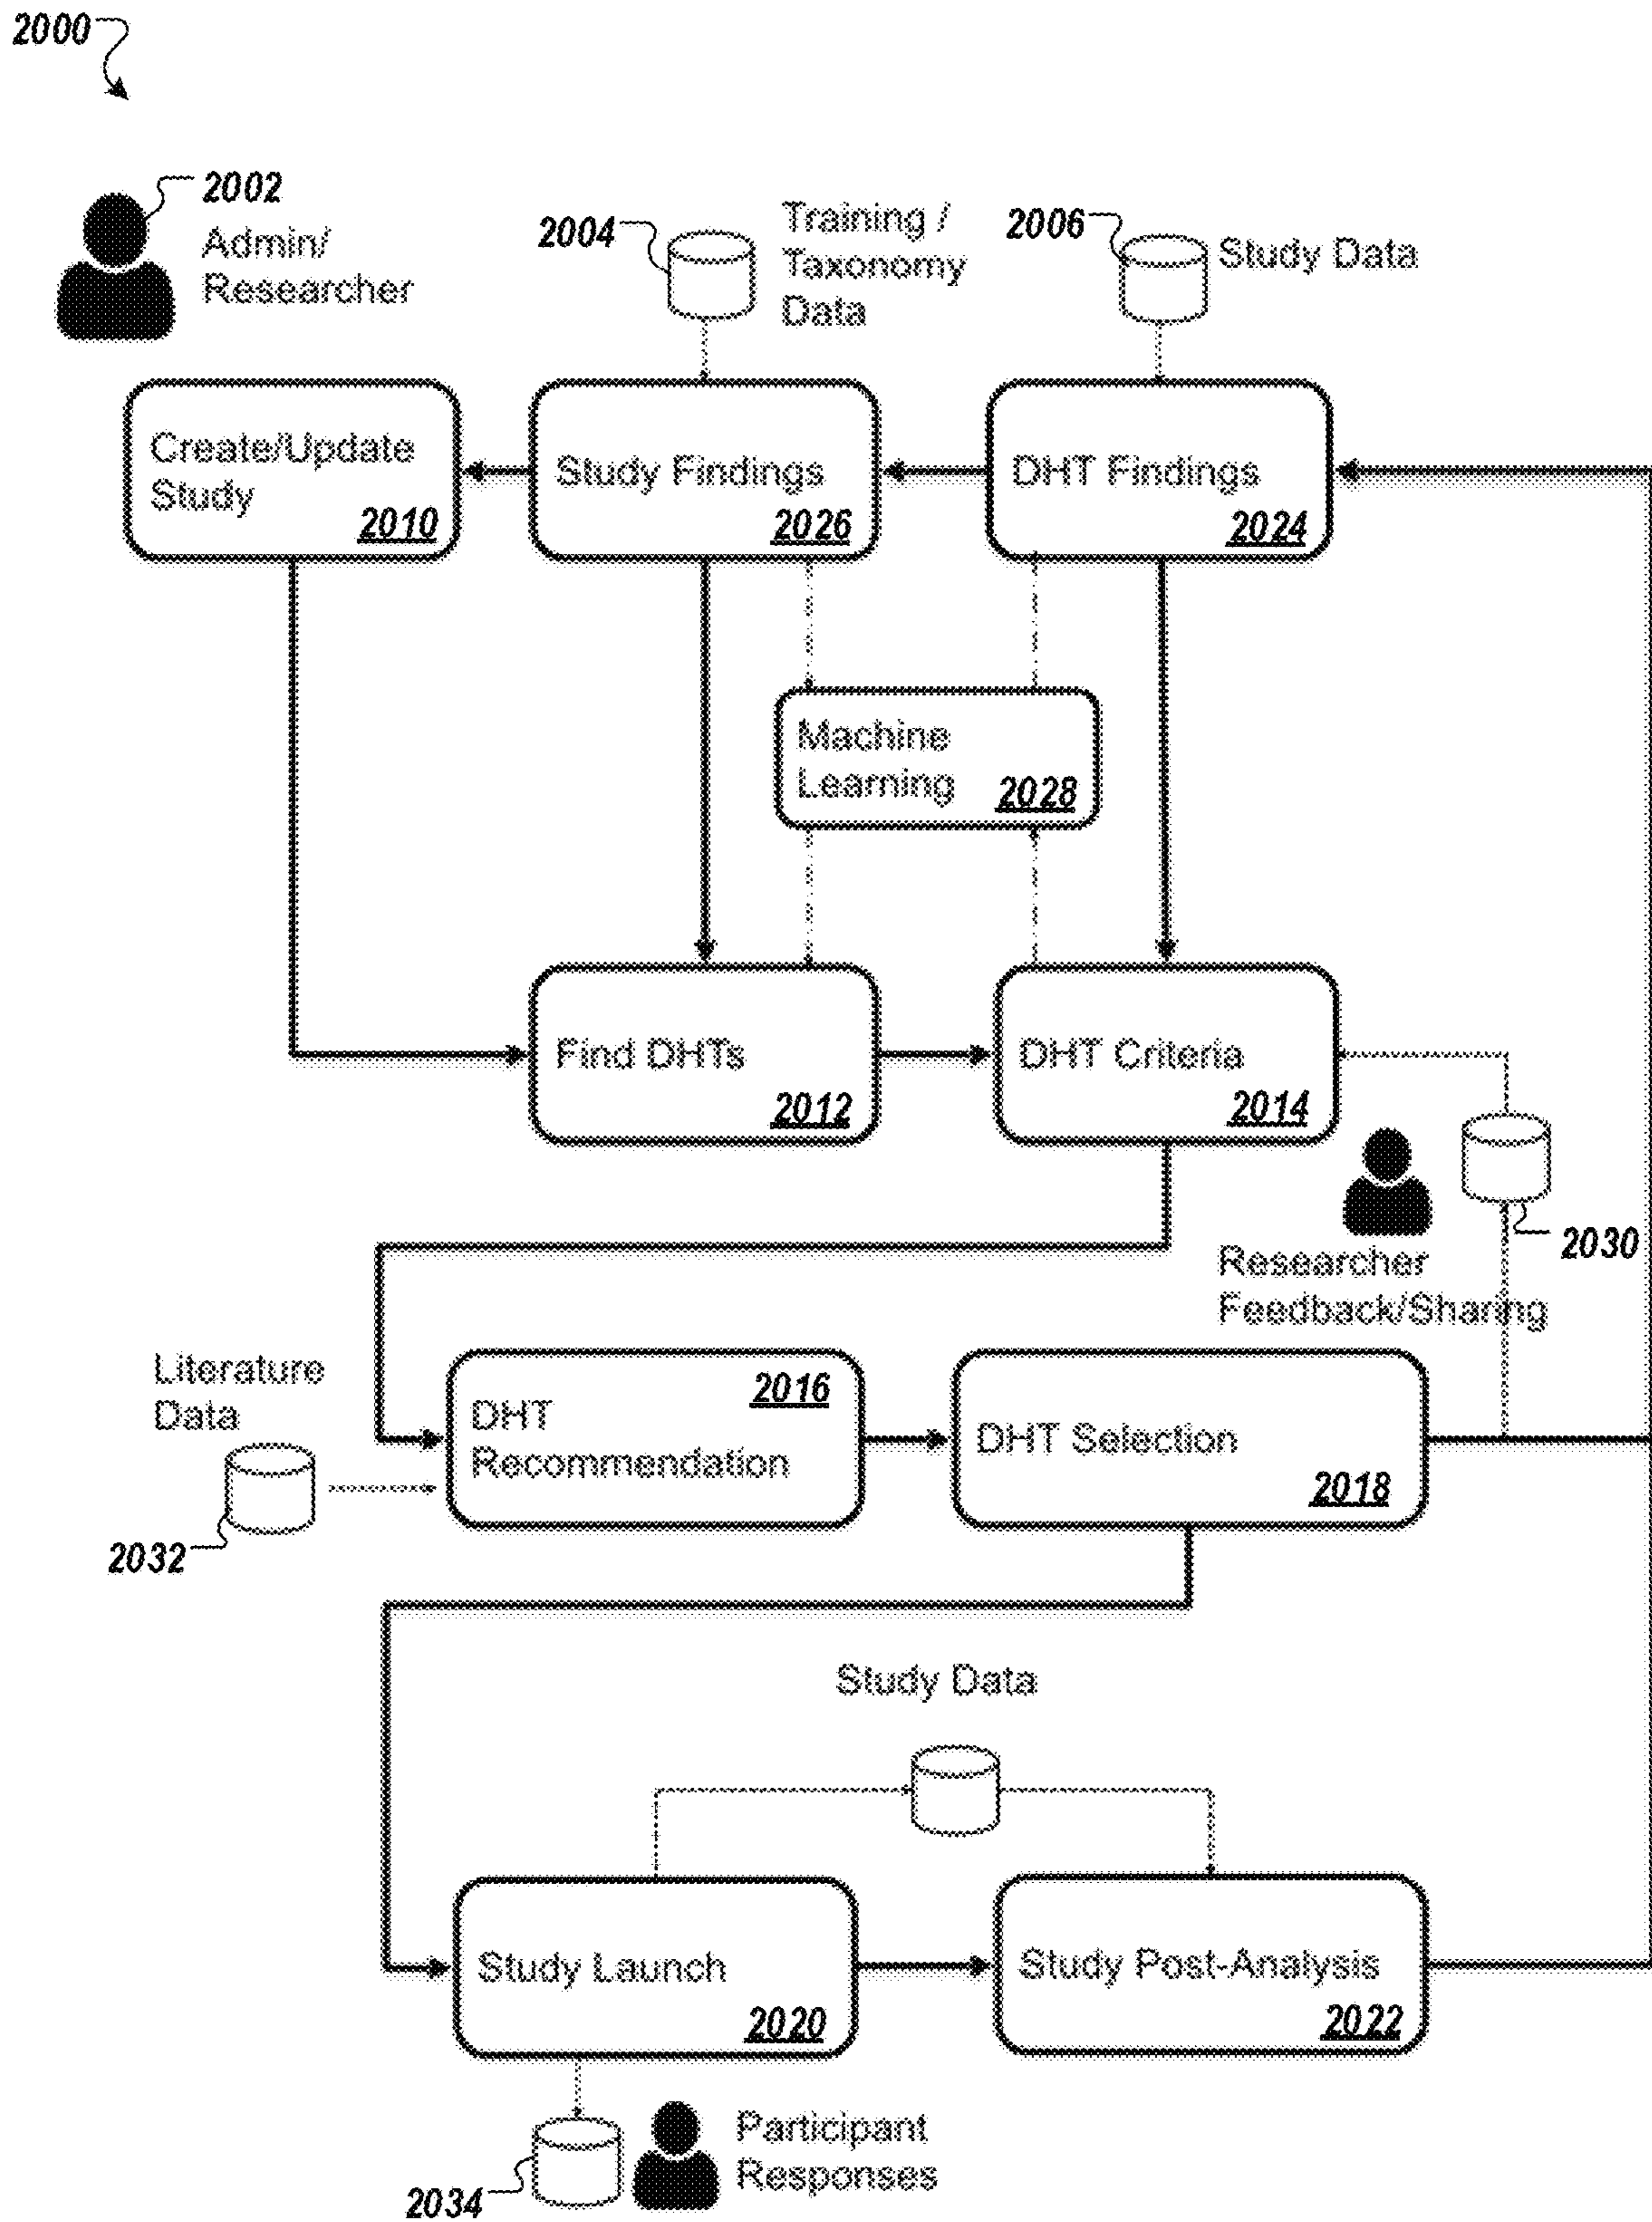 2000
2002
Admin/
Researcher
2004
Training /
Taxonomy
Data
2006
Study Data
Create/Update
Study
2010
Study Findings
2026
DHT Findings
2024
Machine
Learning
2028
Find DHTs
2012
DHT Criteria
2014
2030
Researcher
Feedback/Sharing
Literature
Data
2032
2016
DHT
Recommendation
DHT Selection
2018
Study Data
Study Launch
2020
Study Post-Analysis
2022
2034
Participant
Responses